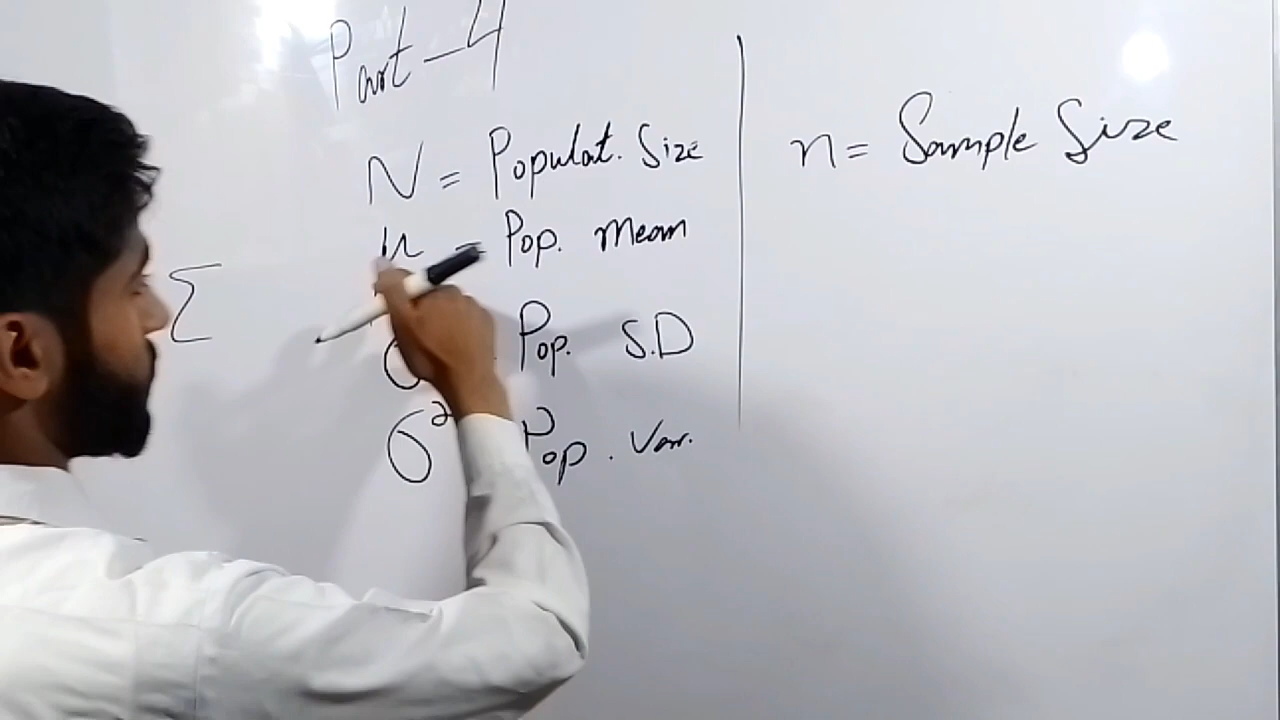 Part-4
N = Populat. Size
μ = Pop. Mean
σ Pop. S.D
σ² Pop. Var.
Σ
n = Sample Size